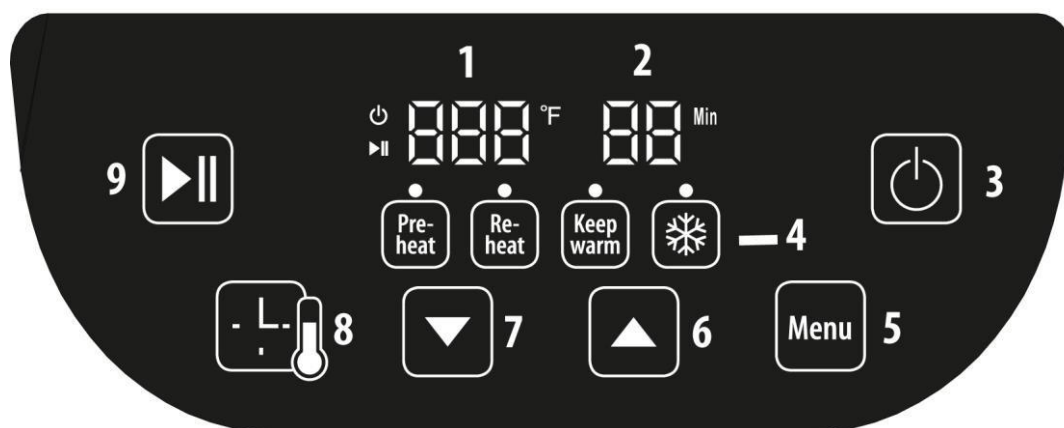 1 2
888 °F 88 Min
9 3
Pre-
heat
Re-
heat
Keep
warm
4
8 7 6 Menu 5